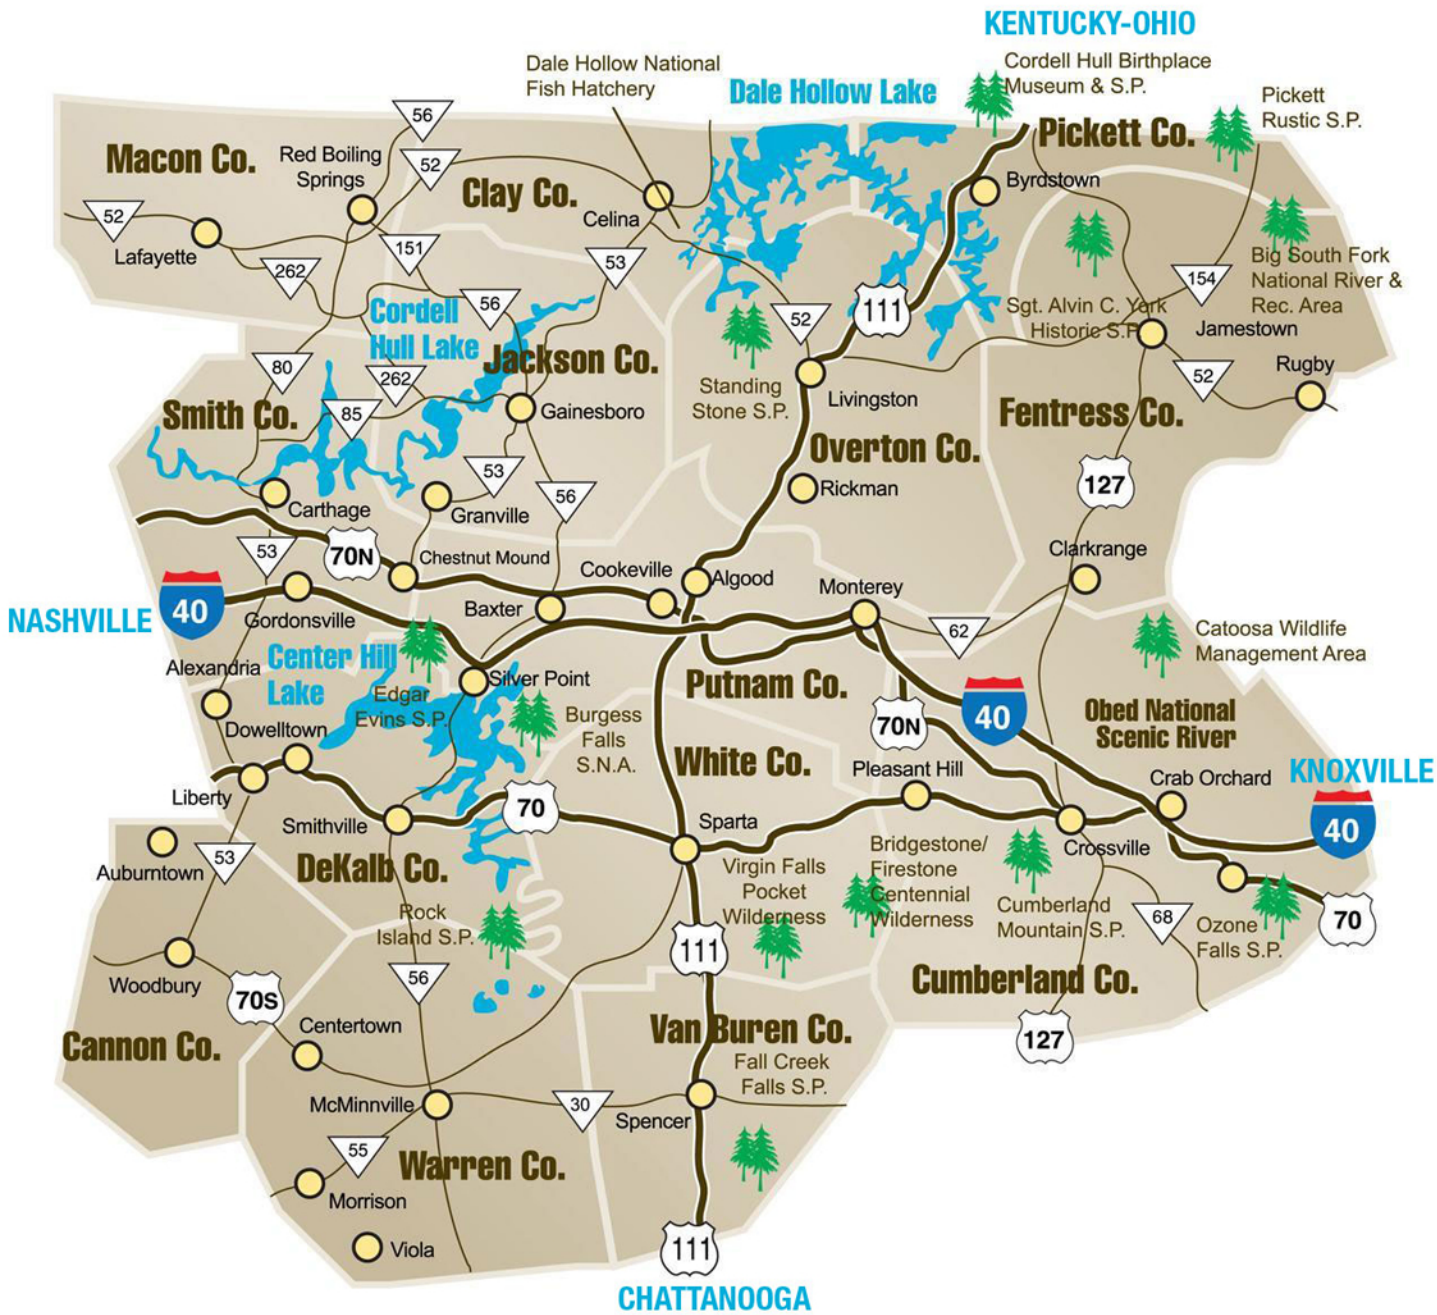 KENTUCKY-OHIO
Dale Hollow National
Fish Hatchery
Dale Hollow Lake
Cordell Hull Birthplace
Museum & S.P.
Pickett
Rustic S.P.
Pickett Co.
56
Macon Co.
Red Boiling
Springs
52
Clay Co.
Byrdstown
52
Celina
Lafayette
151
53
262
Big South Fork
National River &
Rec. Area
154
Cordell
Hull Lake
56
111
52
Sgt. Alvin C. York
Historic S.P.
Jamestown
80
262
Jackson Co.
Standing
Stone S.P.
Livingston
52
Rugby
Smith Co.
85
Gainesboro
Fentress Co.
Overton Co.
53
56
Rickman
127
Carthage
Granville
53
70N
Chestnut Mound
Cookeville
Algood
Monterey
Clarkrange
NASHVILLE
40
Gordonsville
Baxter
62
Catoosa Wildlife
Management Area
Alexandria
Center Hill
Lake
Edgar
Evins S.P.
Silver Point
Putnam Co.
40
70N
Obed National
Scenic River
Dowelltown
Burgess
Falls
S.N.A.
White Co.
Pleasant Hill
Crab Orchard
KNOXVILLE
40
Liberty
Smithville
70
Sparta
Crossville
Auburntown
53
DeKalb Co.
Virgin Falls
Pocket
Wilderness
Bridgestone/
Firestone
Centennial
Wilderness
Cumberland
Mountain S.P.
68
Ozone
Falls S.P.
70
Rock
Island S.P.
111
Woodbury
70S
56
Cumberland Co.
Centertown
Van Buren Co.
127
Cannon Co.
Fall Creek
Falls S.P.
McMinnville
30
Spencer
55
Warren Co.
Morrison
Viola
111
CHATTANOOGA